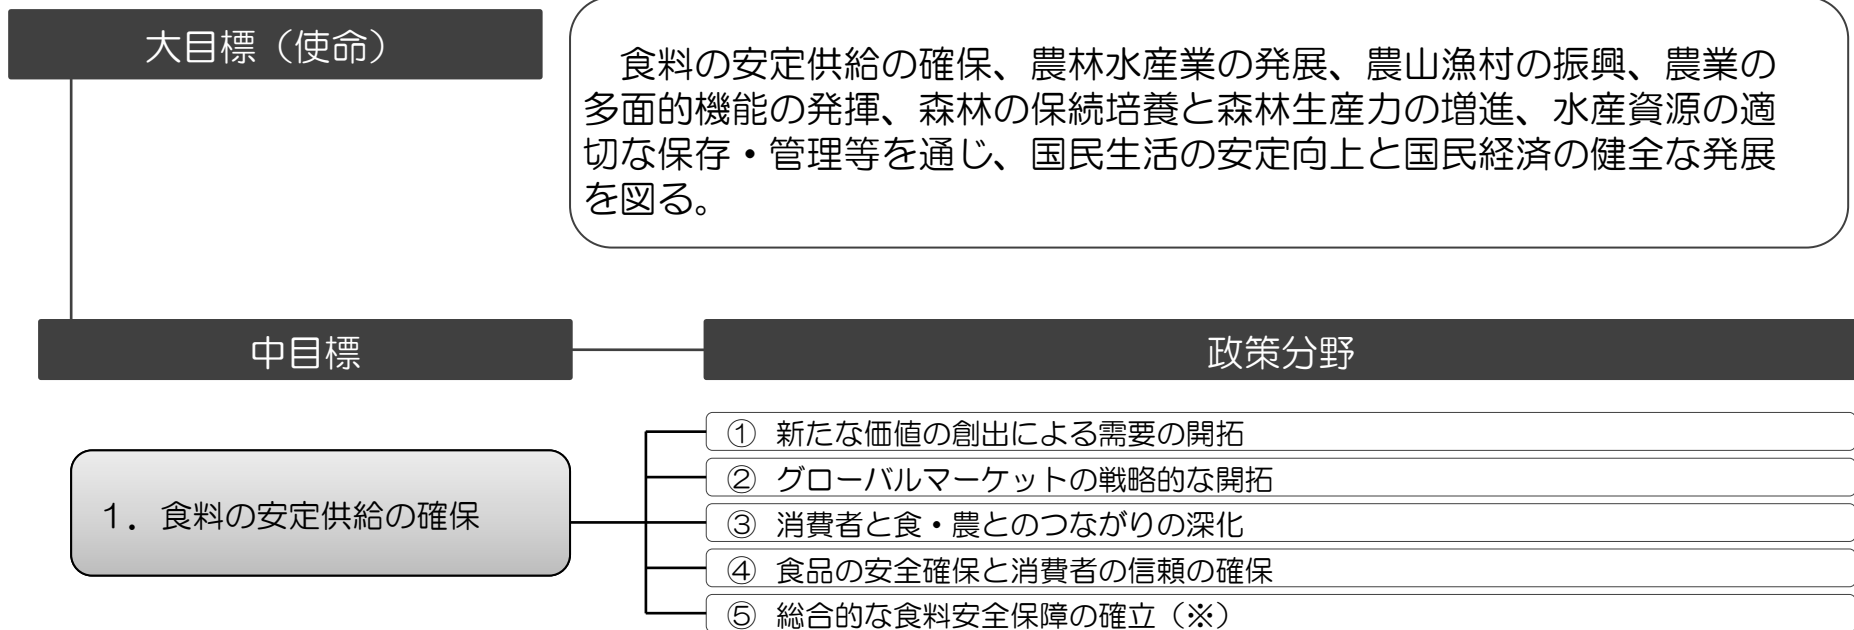 大目標（使命）
食料の安定供給の確保、農林水産業の発展、農山漁村の振興、農業の
多面的機能の発揮、森林の保続培養と森林生産力の増進、水産資源の適
切な保存・管理等を通じ、国民生活の安定向上と国民経済の健全な発展
を図る。
中目標
政策分野
１．食料の安定供給の確保
① 新たな価値の創出による需要の開拓
② グローバルマーケットの戦略的な開拓
③ 消費者と食・農とのつながりの深化
④ 食品の安全確保と消費者の信頼の確保
⑤ 総合的な食料安全保障の確立（※）